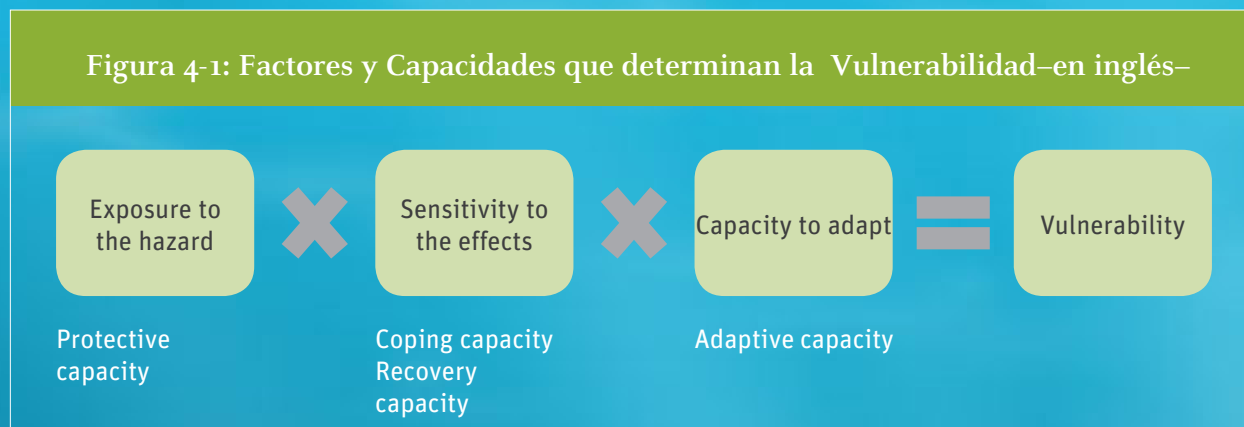 Figura 4-1: Factores y Capacidades que determinan la Vulnerabilidad–en inglés–
Exposure to
the hazard
Sensitivity to
the effects
Capacity to adapt
Vulnerability
Protective
capacity
Coping capacity
Recovery
capacity
Adaptive capacity